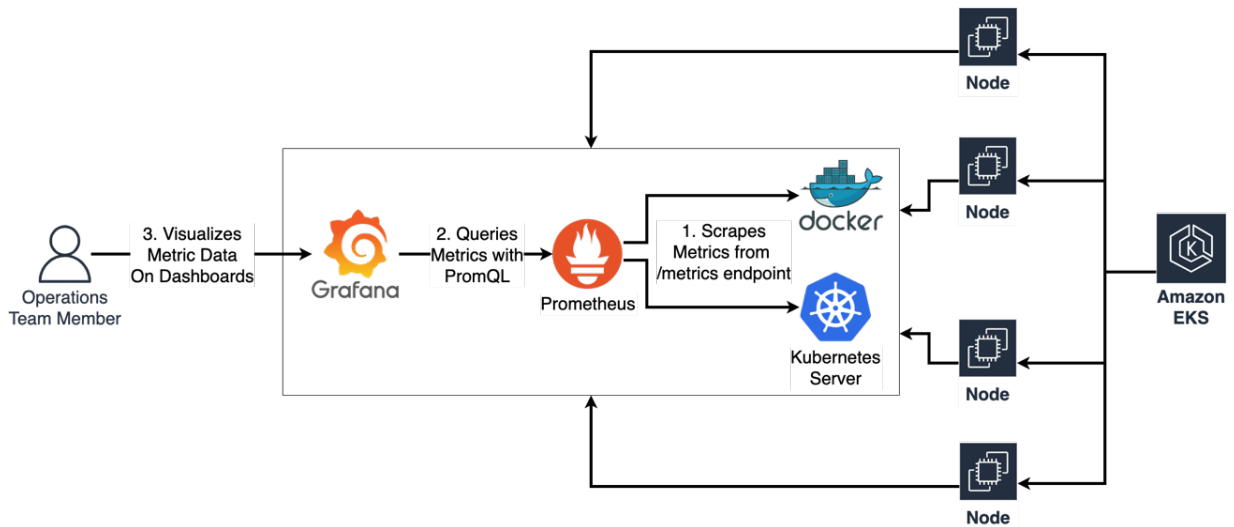 Node
docker
Node
3. Visualizes
Metric Data
On Dashboards
2. Queries
Metrics with
PromQL
1. Scrapes
Metrics from
/metrics endpoint
Grafana
Prometheus
Operations
Team Member
K
Amazon
EKS
Kubernetes
Server
Node
Node